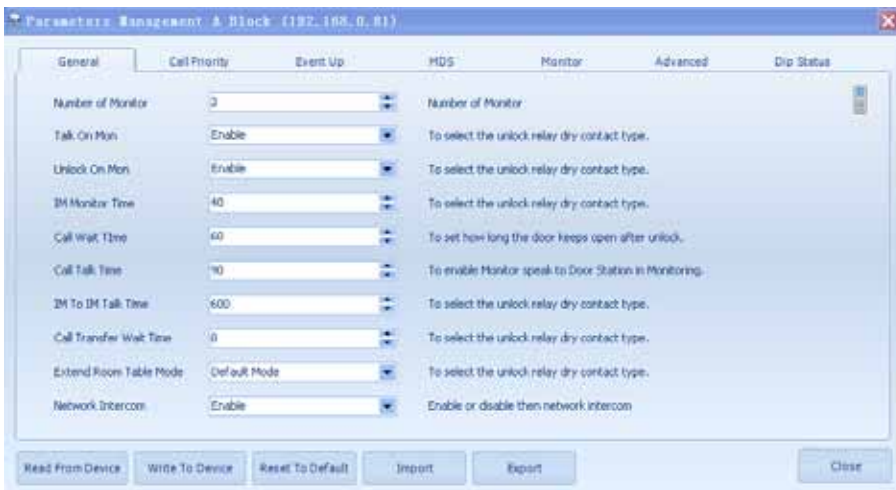 Parameters Management A Block (192.168.0.81)
General Call Priority Event Up MDS Monitor Advanced Dip Status
Number of Monitor Number of Monitor
Talk On Mon Enable To select the unlock relay dry contact type.
Unlock On Mon Enable To select the unlock relay dry contact type.
IM Monitor Time 40 To select the unlock relay dry contact type.
Call Wait Time 60 To set how long the door keeps open after unlock.
Call Talk Time 90 To enable Monitor speak to Door Station in Monitoring.
IM To IM Talk Time 600 To select the unlock relay dry contact type.
Call Transfer Wait Time 0 To select the unlock relay dry contact type.
Extend Room Table Mode Default Mode To select the unlock relay dry contact type.
Network Intercom Enable Enable or disable then network intercom
Read From Device Write To Device Reset To Default Import Export Close